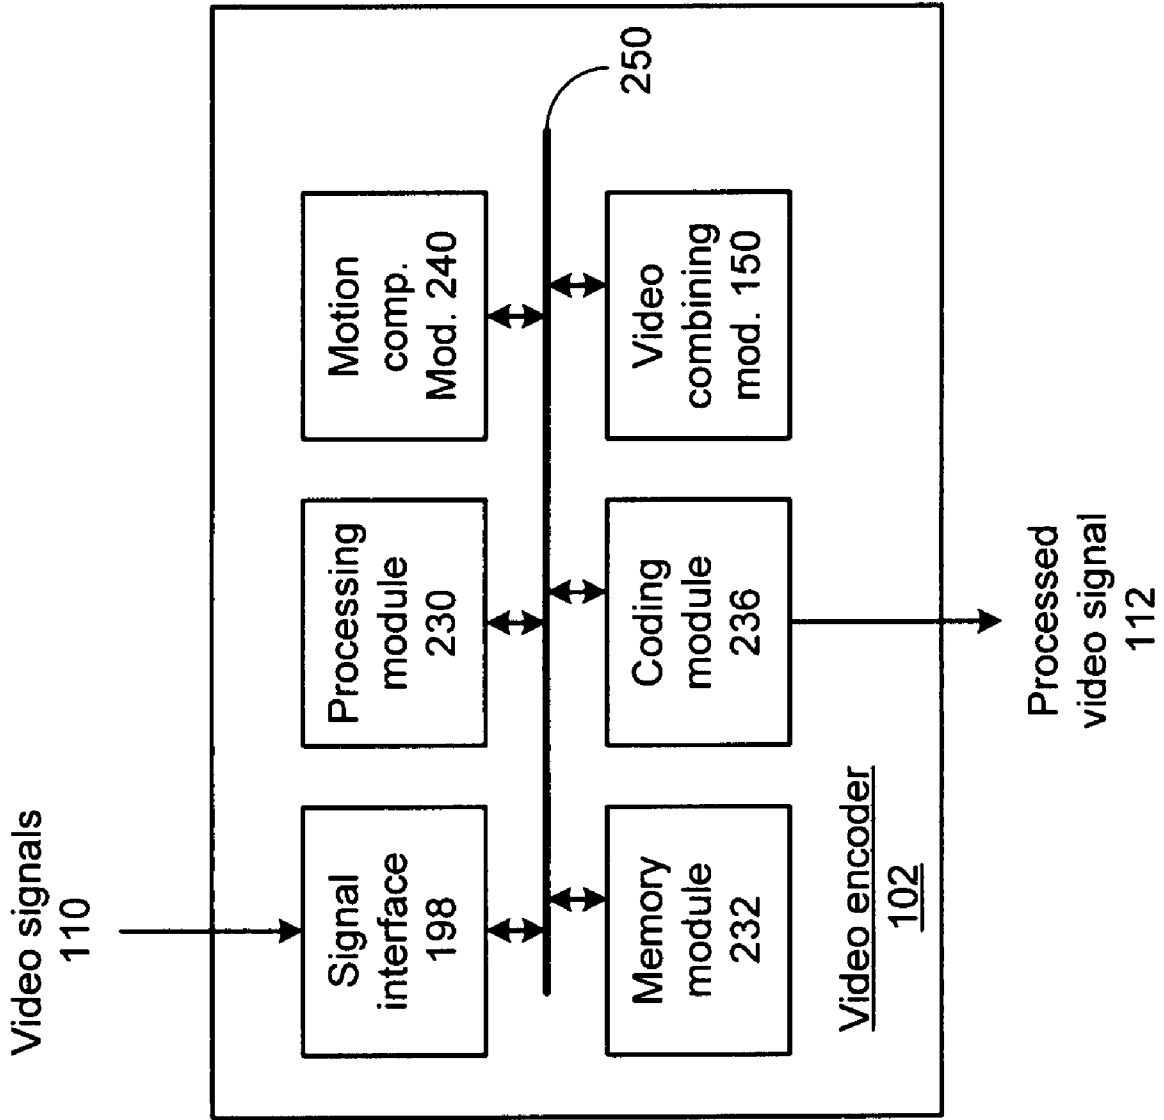 Video signals
110
Signal
interface
198
Processing
module
230
Motion
comp.
Mod. 240
250
Memory
module
232
Coding
module
236
Video
combining
mod. 150
Video encoder
102
Processed
video signal
112